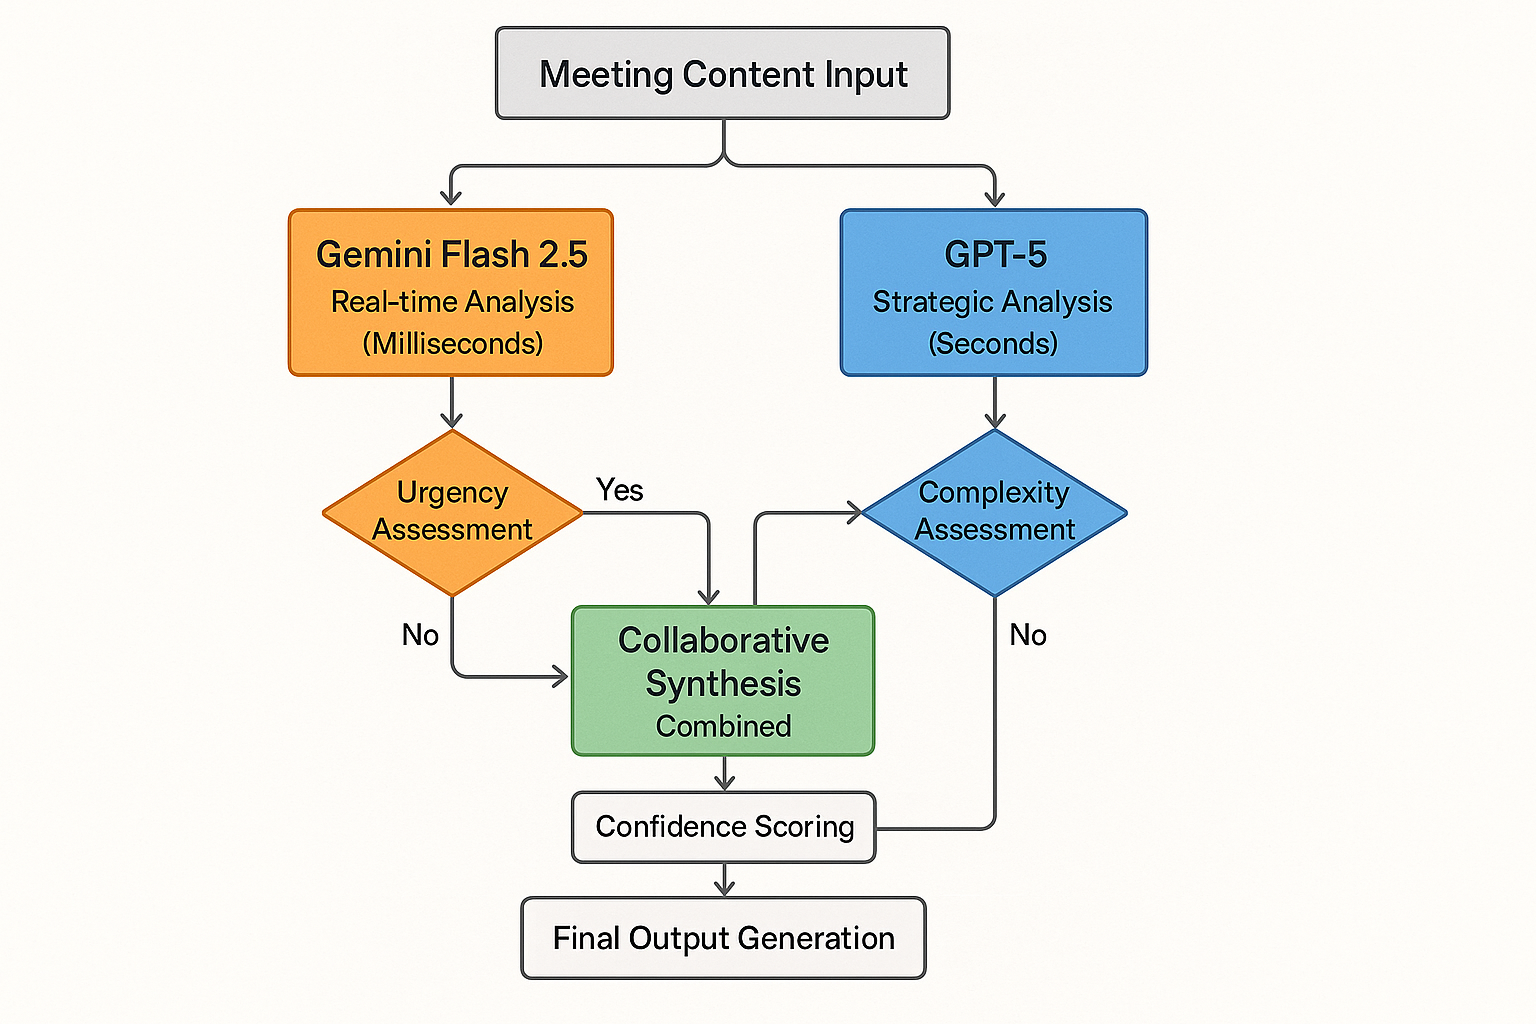 Meeting Content Input
Gemini Flash 2.5
Real-time Analysis
(Milliseconds)
GPT-5
Strategic Analysis
(Seconds)
Urgency
Assessment
Yes
No
Complexity
Assessment
No
Collaborative
Synthesis
Combined
Confidence Scoring
Final Output Generation